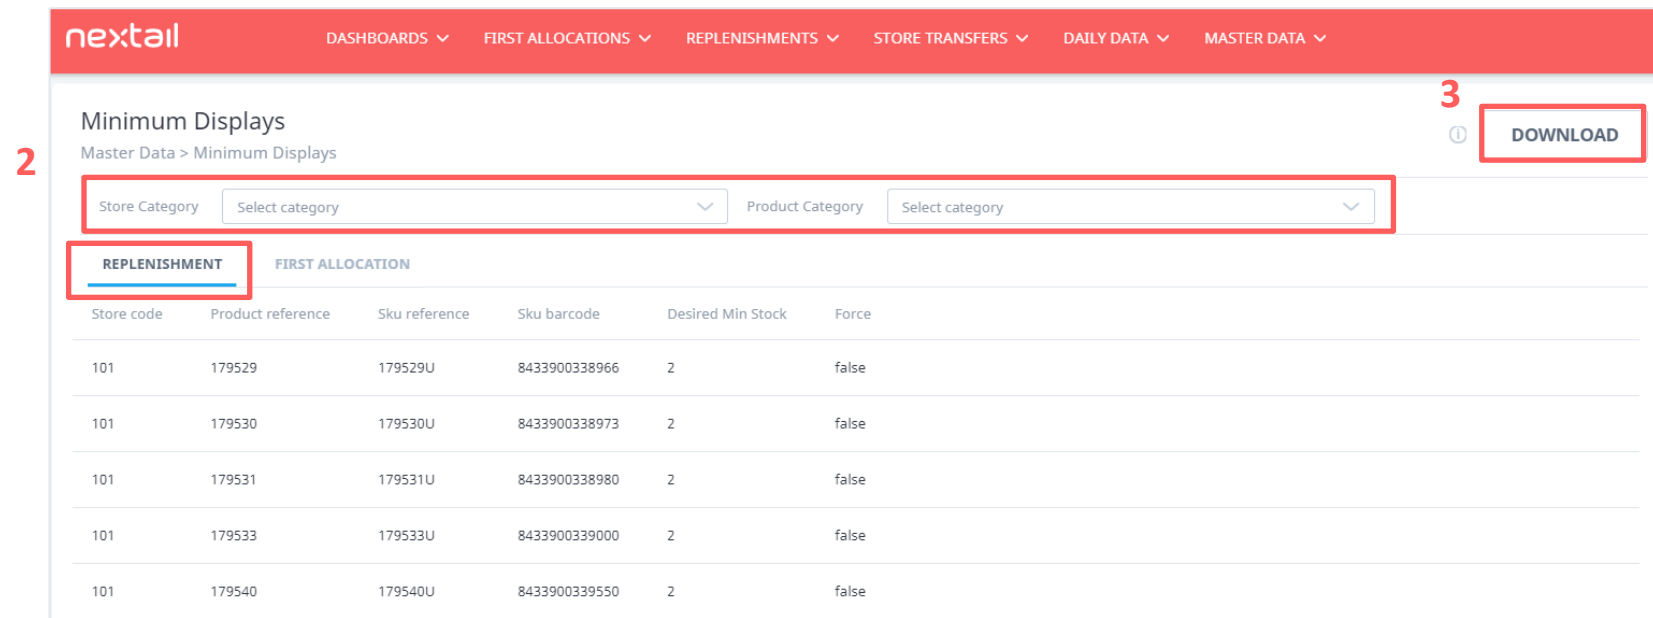 nextail DASHBOARDS FIRST ALLOCATIONS REPLENISHMENTS STORE TRANSFERS DAILY DATA MASTER DATA
3
Minimum Displays
DOWNLOAD
Master Data > Minimum Displays
2
Store Category Select category Product Category Select category
REPLENISHMENT FIRST ALLOCATION
Store code Product reference Sku reference Sku barcode Desired Min Stock Force
101 179529 179529U 8433900338966 2 false
101 179530 179530U 8433900338973 2 false
101 179531 179531U 8433900338980 2 false
101 179533 179533U 8433900339000 2 false
101 179540 179540U 8433900339550 2 false